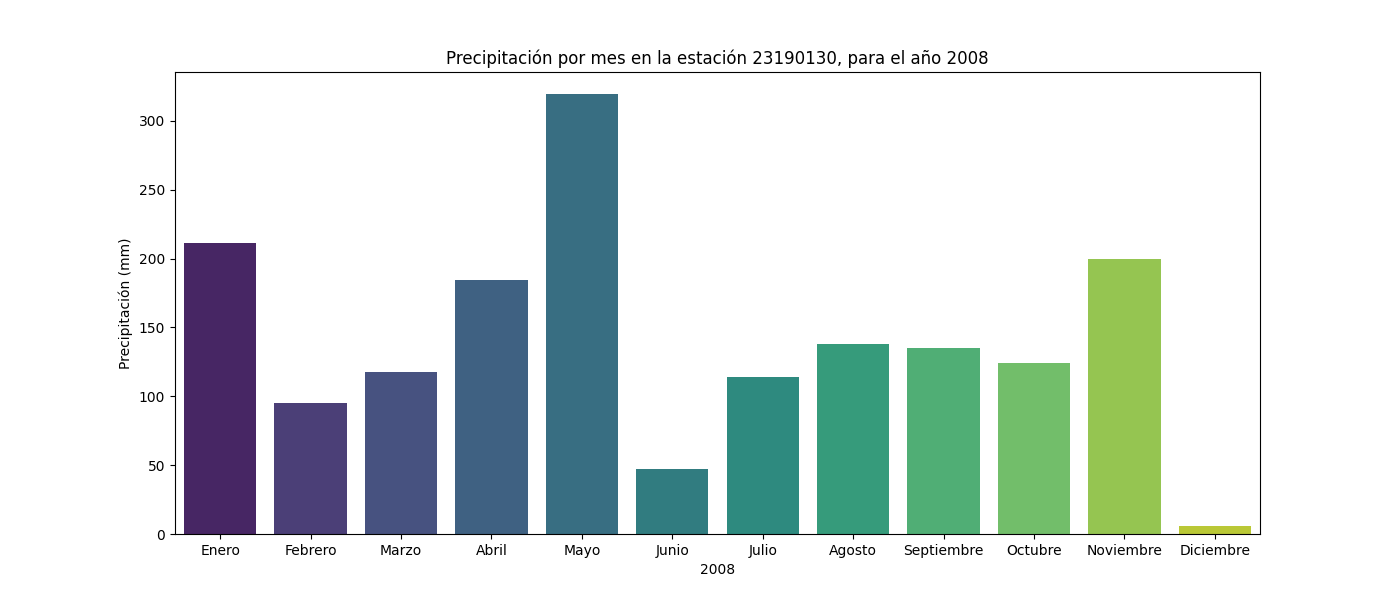 Precipitación por mes en la estación 23190130, para el año 2008
Precipitación (mm)
300
250
200
150
100
50
0
Enero Febrero Marzo Abril Mayo Junio Julio Agosto Septiembre Octubre Noviembre Diciembre
2008